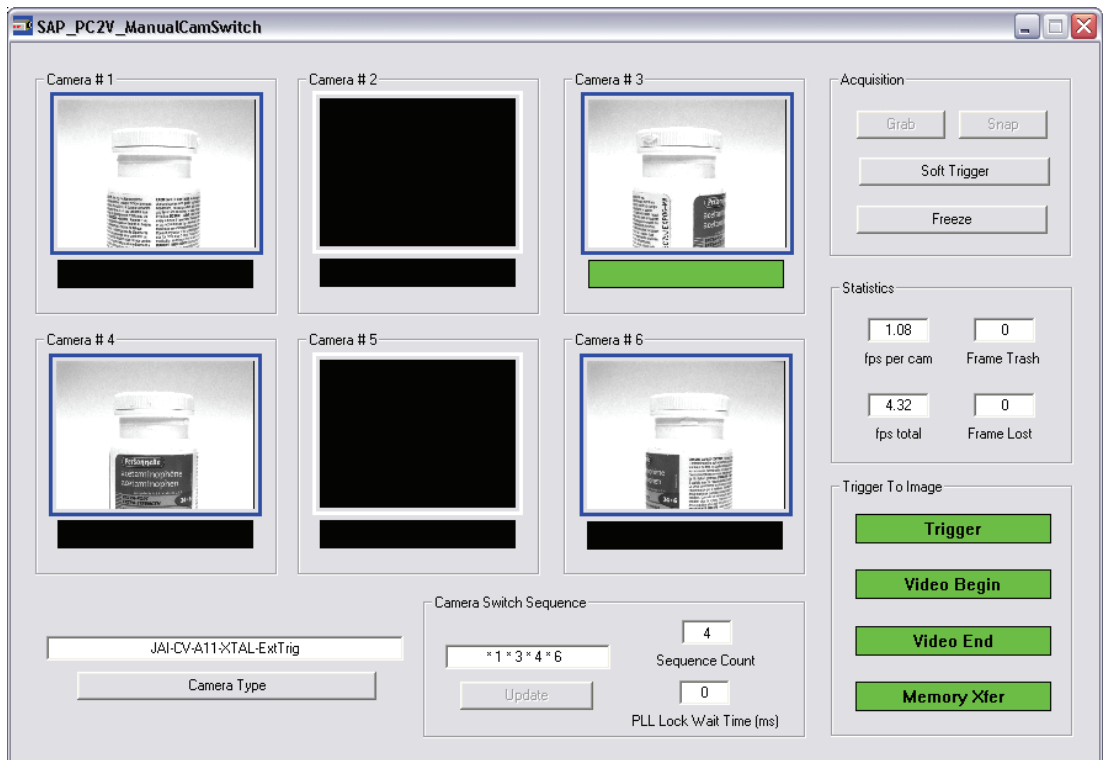 SAP_PC2V_ManualCamSwitch
Camera # 1
Camera # 2
Camera # 3
Camera # 4
Personnelle
acetaminophène
acetaminophen
Camera # 5
Camera # 6
JAI-CV-A11-XTAL-ExtTrig
Camera Type
Camera Switch Sequence
* 1 * 3 * 4 * 6
Update
4
Sequence Count
0
PLL Lock Wait Time (ms)
Acquisition
Grab
Snap
Soft Trigger
Freeze
Statistics
1.08
fps per cam
0
Frame Trash
4.32
fps total
0
Frame Lost
Trigger To Image
Trigger
Video Begin
Video End
Memory Xfer